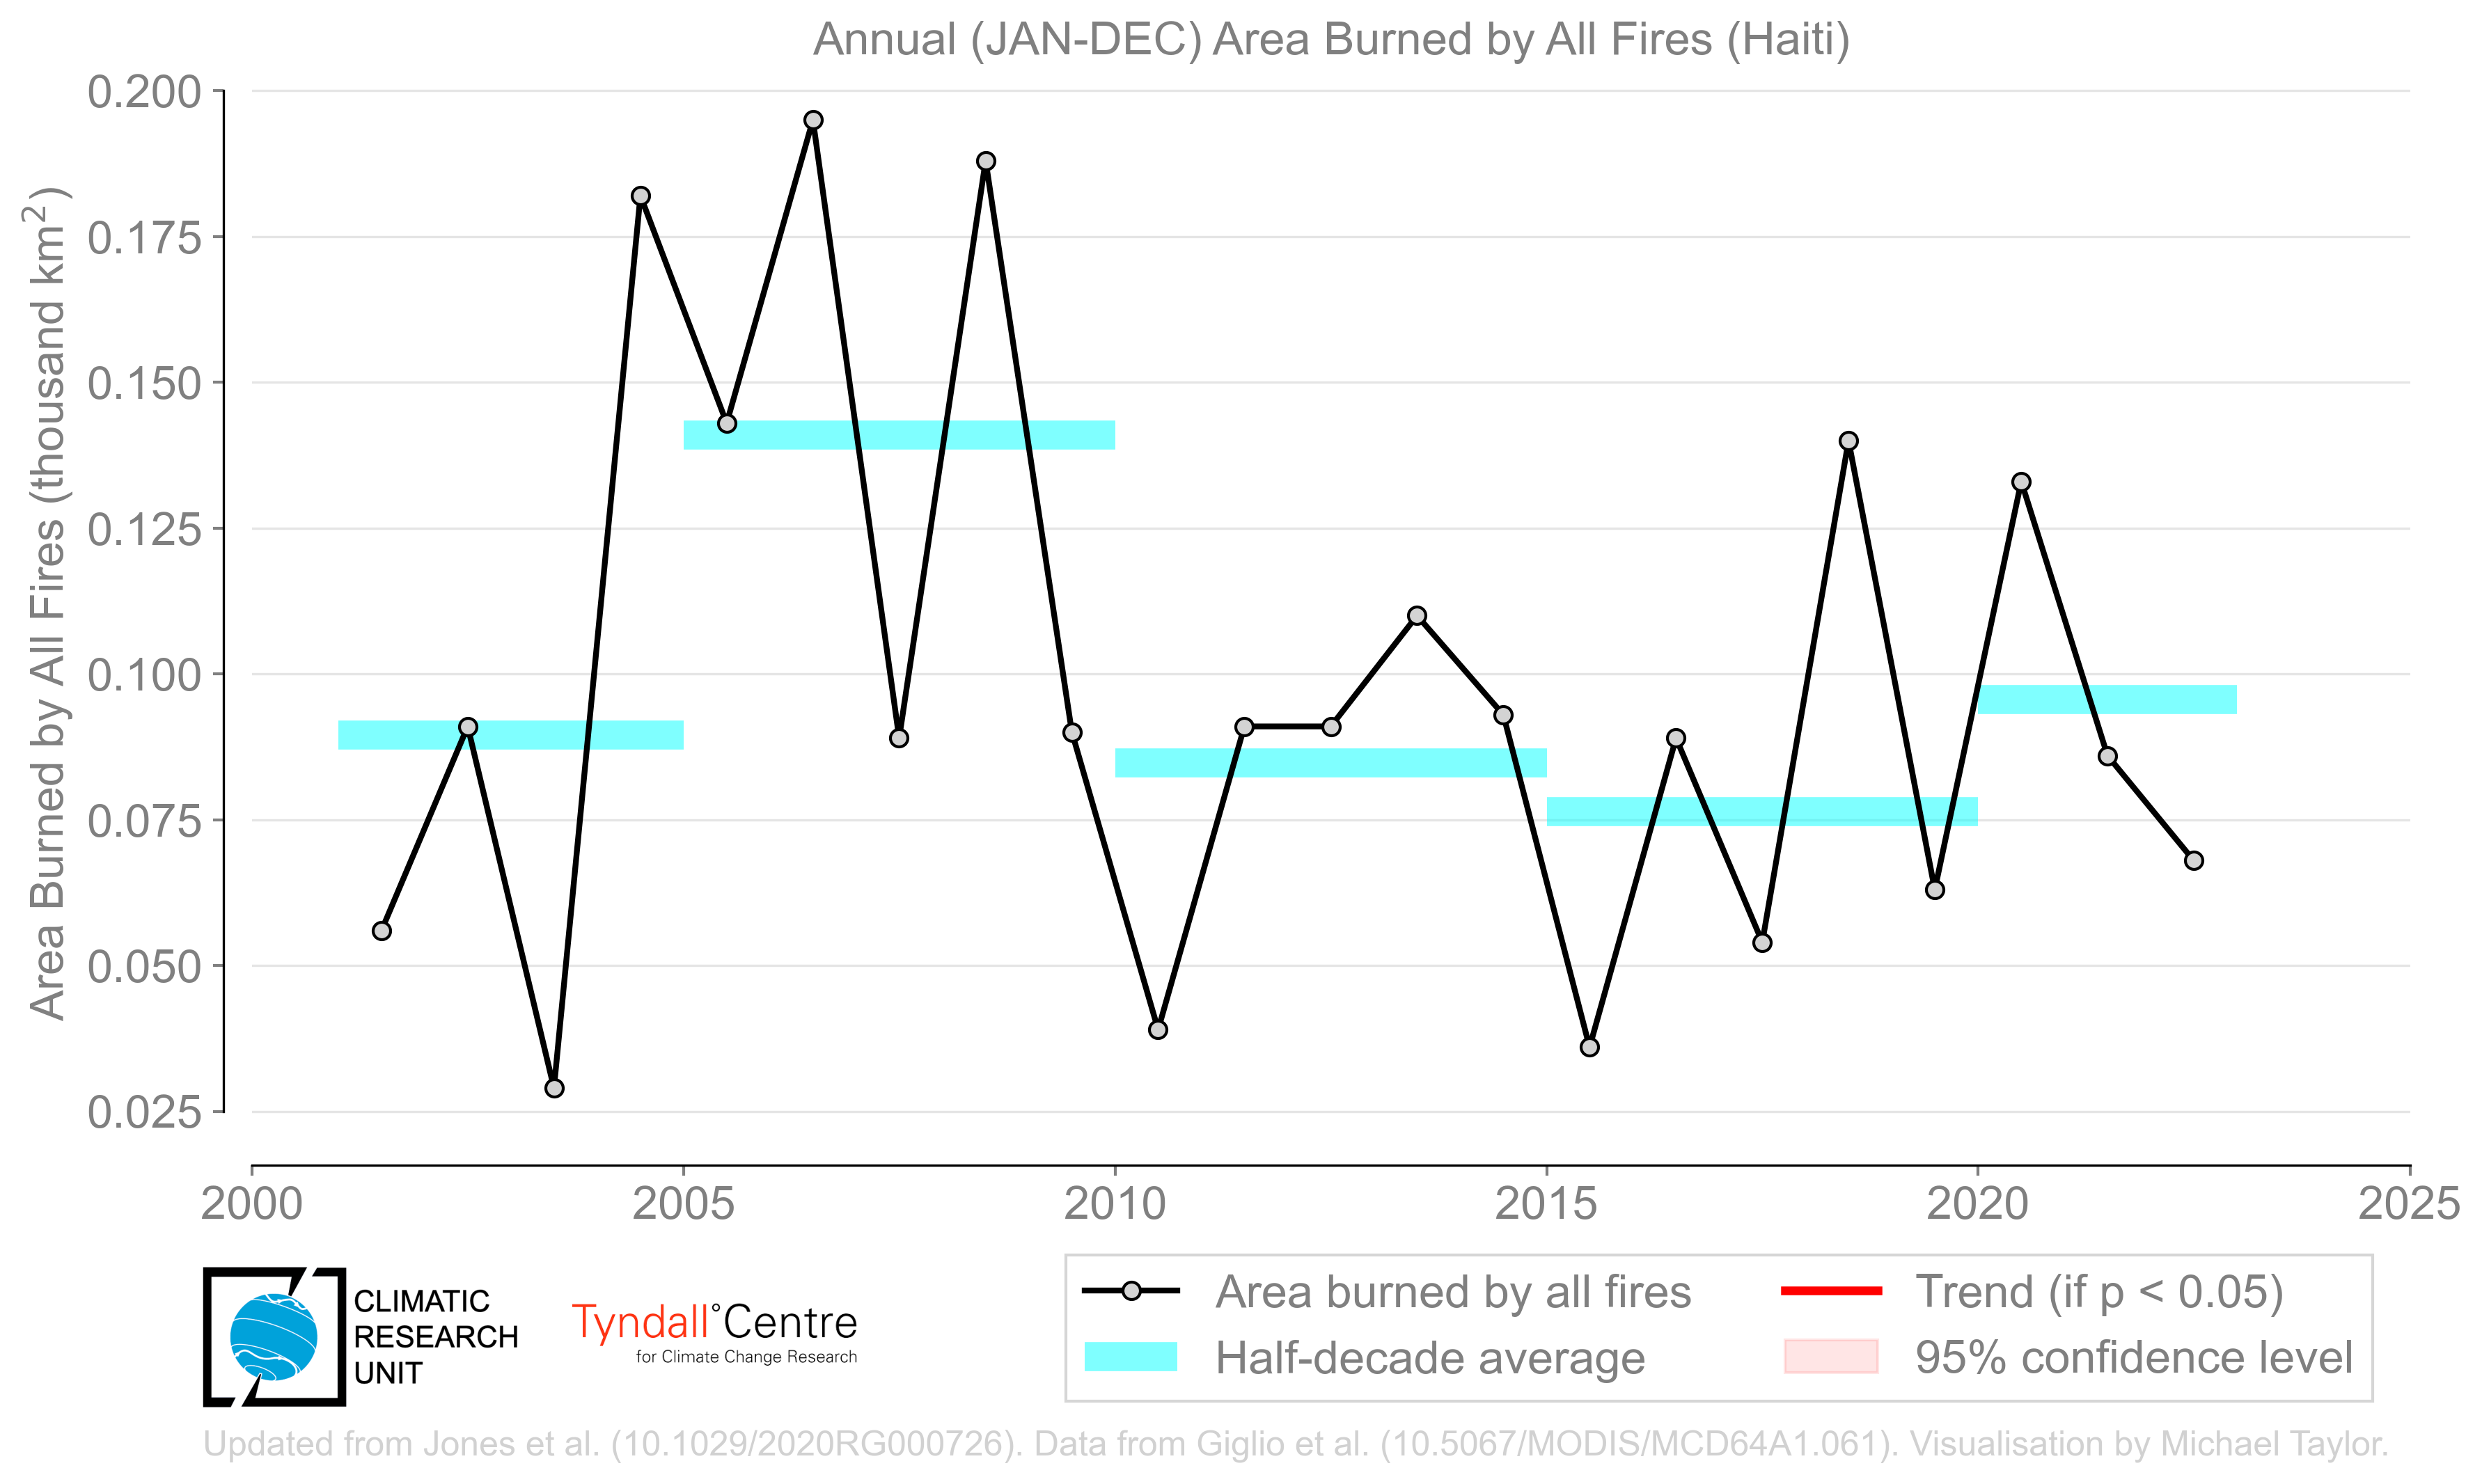 Annual (JAN-DEC) Area Burned by All Fires (Haiti)
Area Burned by All Fires (thousand km²)
0.200
0.175
0.150
0.125
0.100
0.075
0.050
0.025
2000 2005 2010 2015 2020 2025
Area burned by all fires
Half-decade average
Trend (if p < 0.05)
95% confidence level
CLIMATIC
RESEARCH
UNIT
Tyndall°Centre
for Climate Change Research
Updated from Jones et al. (10.1029/2020RG000726). Data from Giglio et al. (10.5067/MODIS/MCD64A1.061). Visualisation by Michael Taylor.